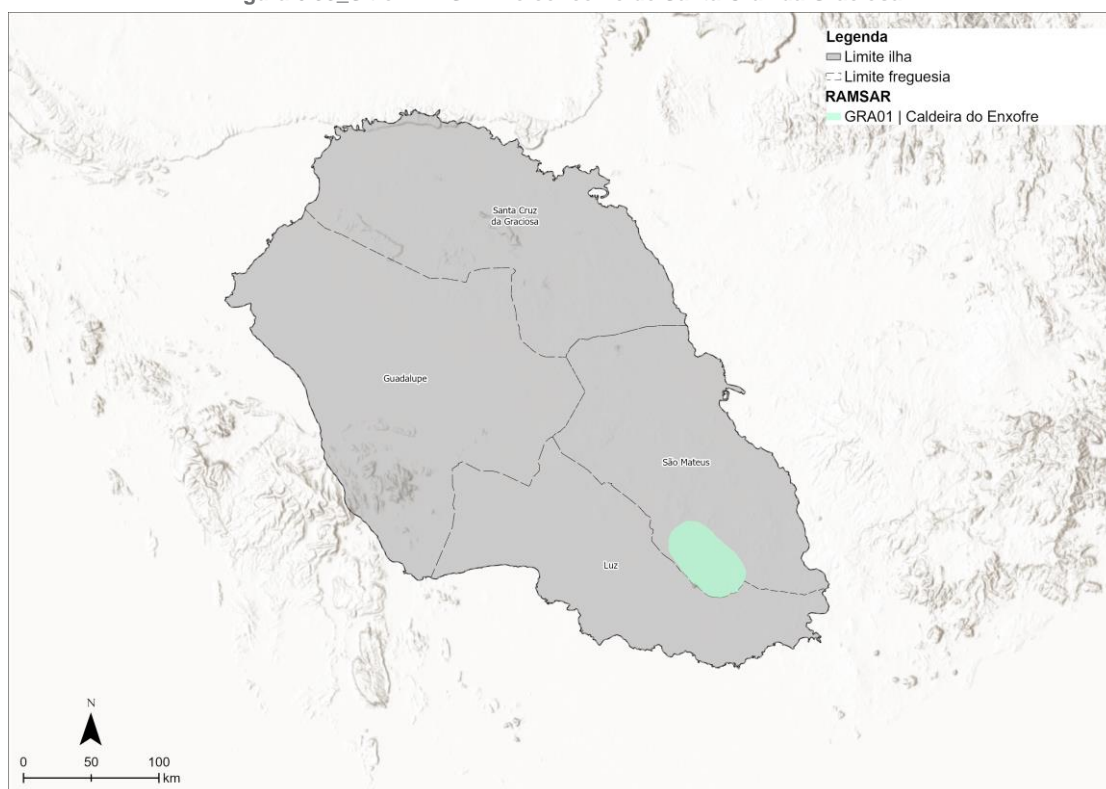 Legenda
Limite ilha
Limite freguesia
RAMSAR
GRA01 | Caldeira do Enxofre
Santa Cruz
da Graciosa
Guadalupe
São Mateus
Luz
N
0 50 100
km